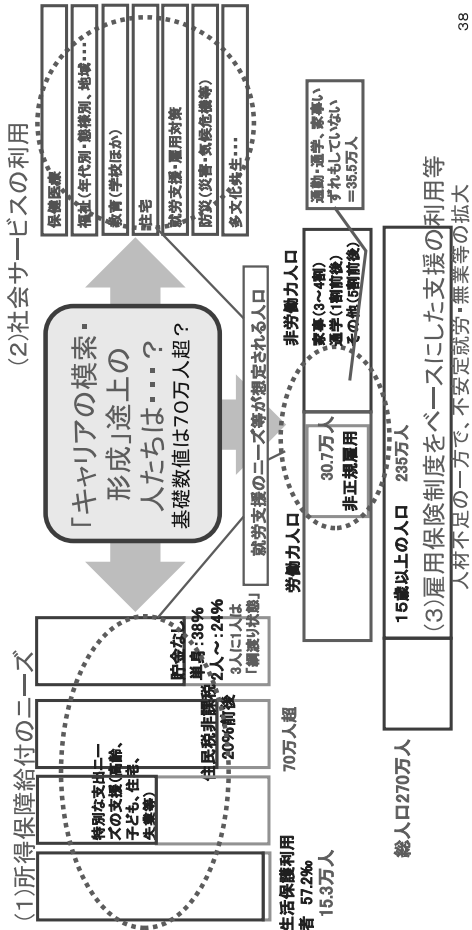 (1)所得保障給付のニーズ
特別な支出ニー
ズの支援(高齢、
子ども、住宅、
失業等)
貯金なし
単身:38%
2人~:24%
3人に1人は
「綱渡り状態」
住民税非課税
20%前後
70万人超
生活保護利用
者 57.2‰
15.3万人
「キャリアの模索・
形成」途上の
人たちは・・・?
基礎数値は70万人超?
(2)社会サービスの利用
保健医療
福祉(年代別・態様別、地域・・・
教育(学校ほか)
住宅
就労支援・雇用対策
防災(災害・気候危機等)
多文化共生・・・
就労支援のニーズ等が想定される人口
労働力人口
30.7万人
非正規雇用
非労働力人口
家事(3~4割)
通学(1割前後)
その他(5割前後)
通勤・通学、家事い
ずれもしていない
=35.5万人
総人口270万人
15歳以上の人口 235万人
(3)雇用保険制度をベースにした支援の利用等
人材不足の一方で、不安定就労・無業等の拡大
38